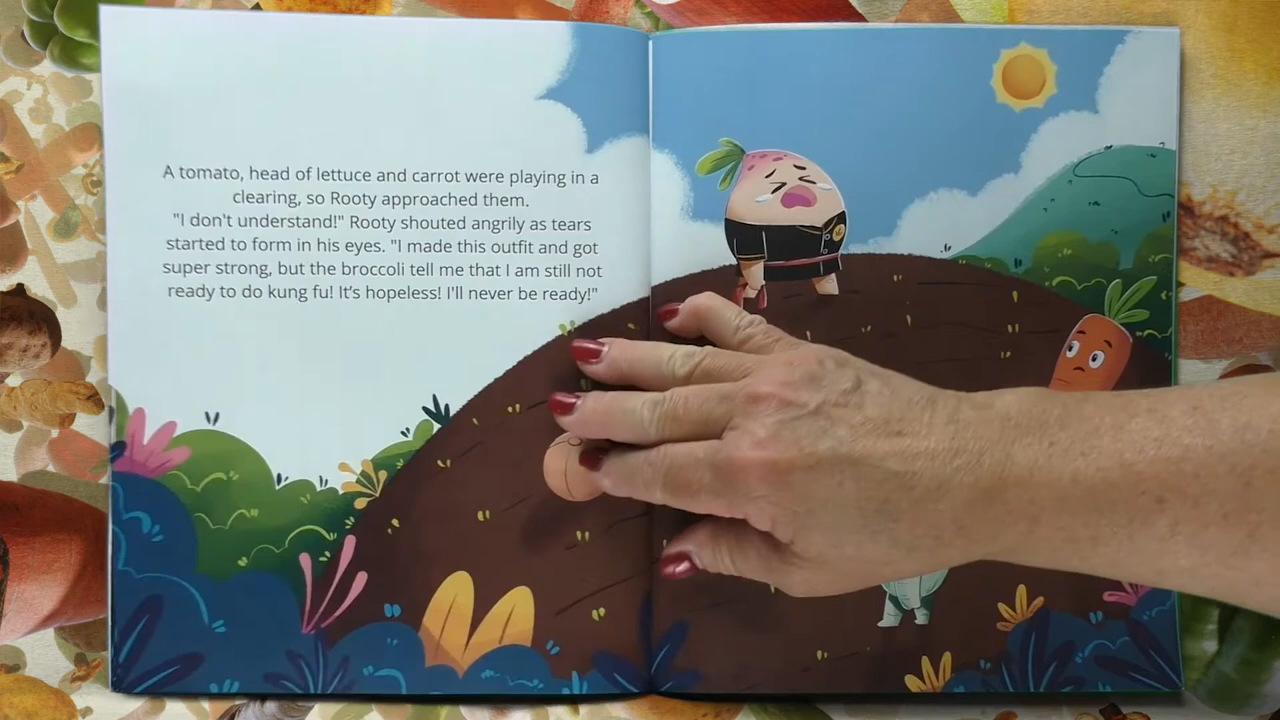 A tomato, head of lettuce and carrot were playing in a
clearing, so Rooty approached them.
"I don't understand!" Rooty shouted angrily as tears
started to form in his eyes. "I made this outfit and got
super strong, but the broccoli tell me that I am still not
ready to do kung fu! It's hopeless! I'll never be ready!"